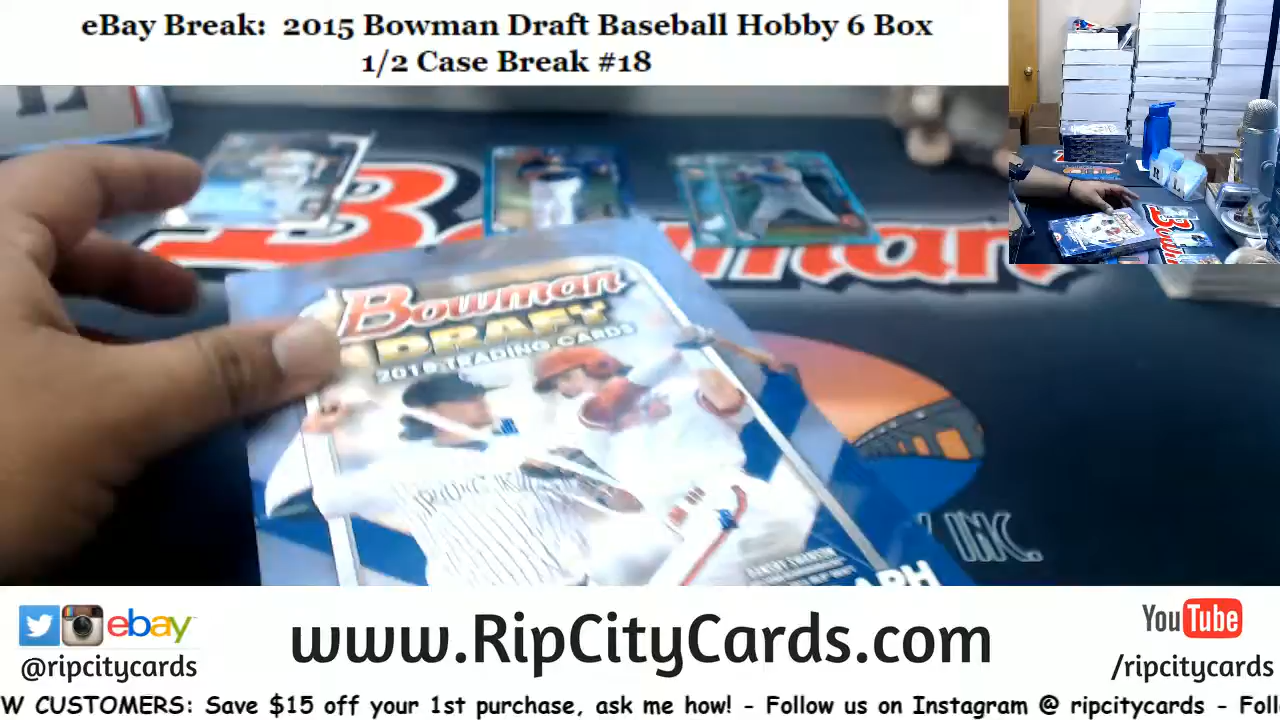 eBay Break: 2015 Bowman Draft Baseball Hobby 6 Box
1/2 Case Break #18
Bowman
Bowman
DRAFT
TRADING CARDS
INC.
ebay
www.RipCityCards.com
YouTube
@ripcitycards
/ripcitycards
W CUSTOMERS: Save $15 off your 1st purchase, ask me how! - Follow us on Instagram @ ripcitycards - Foll